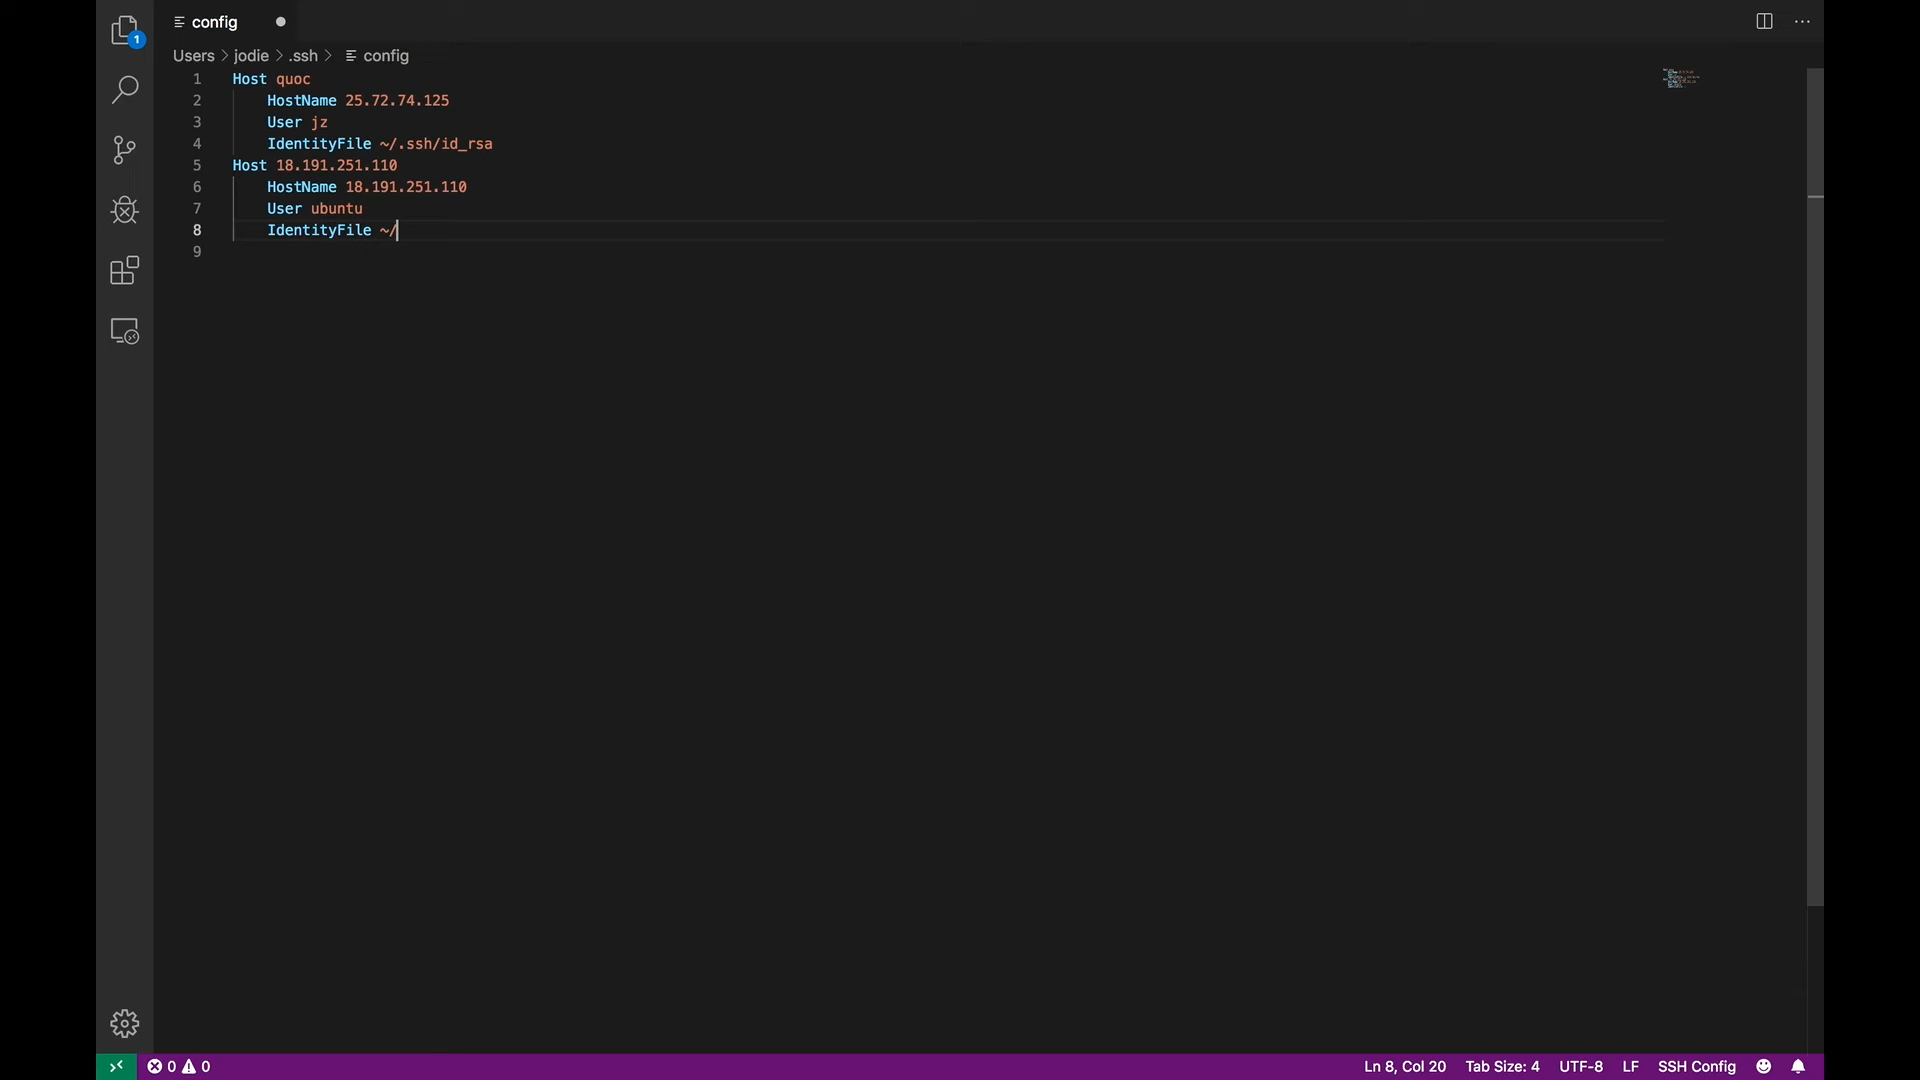 config
1
Users > jodie > .ssh > config
1 Host quoc
2 HostName 25.72.74.125
3 User jz
4 IdentityFile ~/.ssh/id_rsa
5 Host 18.191.251.110
6 HostName 18.191.251.110
7 User ubuntu
8 IdentityFile ~/
9
0 0 Ln 8, Col 20 Tab Size: 4 UTF-8 LF SSH Config